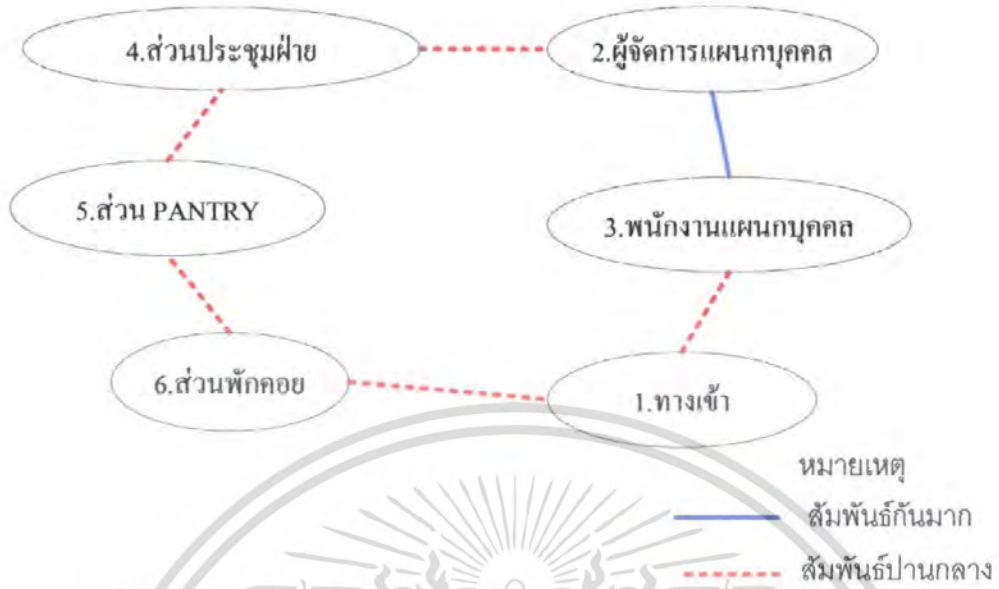 4.ส่วนประชุมฝ่าย
2.ผู้จัดการแผนกบุคคล
5.ส่วน PANTRY
3.พนักงานแผนกบุคคล
6.ส่วนพักคอย
1.ทางเข้า
หมายเหตุ
สัมพันธ์กันมาก
สัมพันธ์ปานกลาง